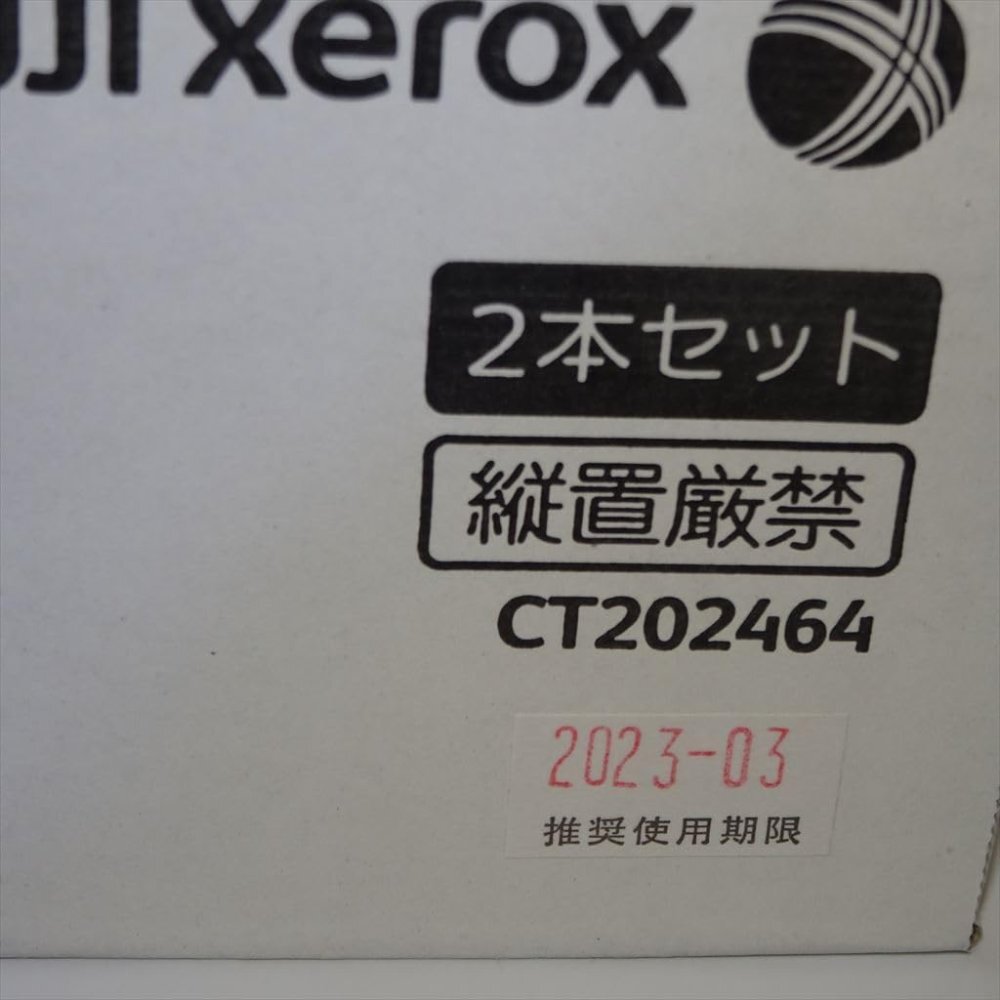 JI xerox
2本セット
縦置厳禁
CT202464
2023-03
推奨使用期限